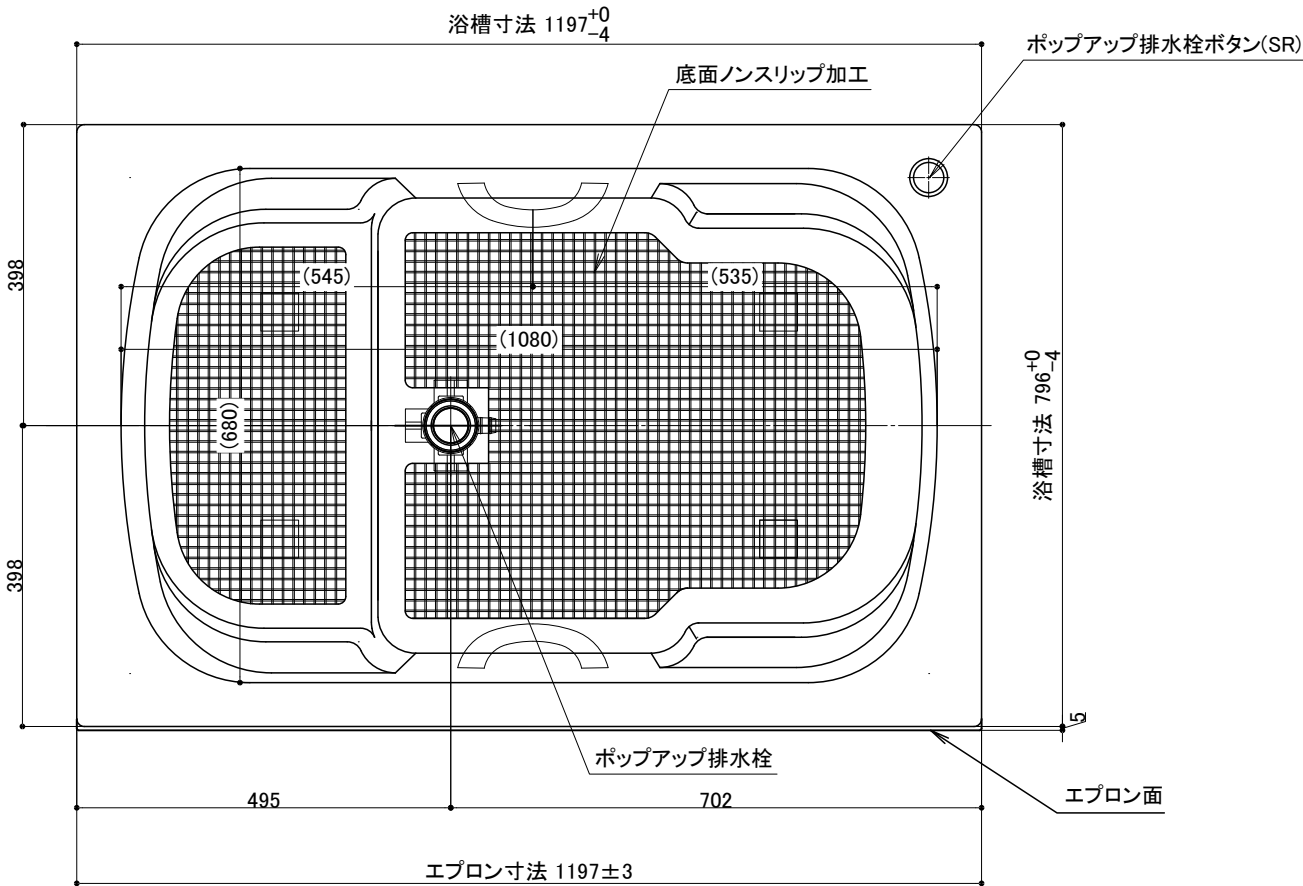 浴槽寸法 1197+0-4
ポップアップ排水栓ボタン(SR)
底面ノンスリップ加工
398
(545)
(535)
(1080)
(680)
浴槽寸法 796+0-4
398
5
ポップアップ排水栓
495
702
エプロン面
エプロン寸法 1197±3